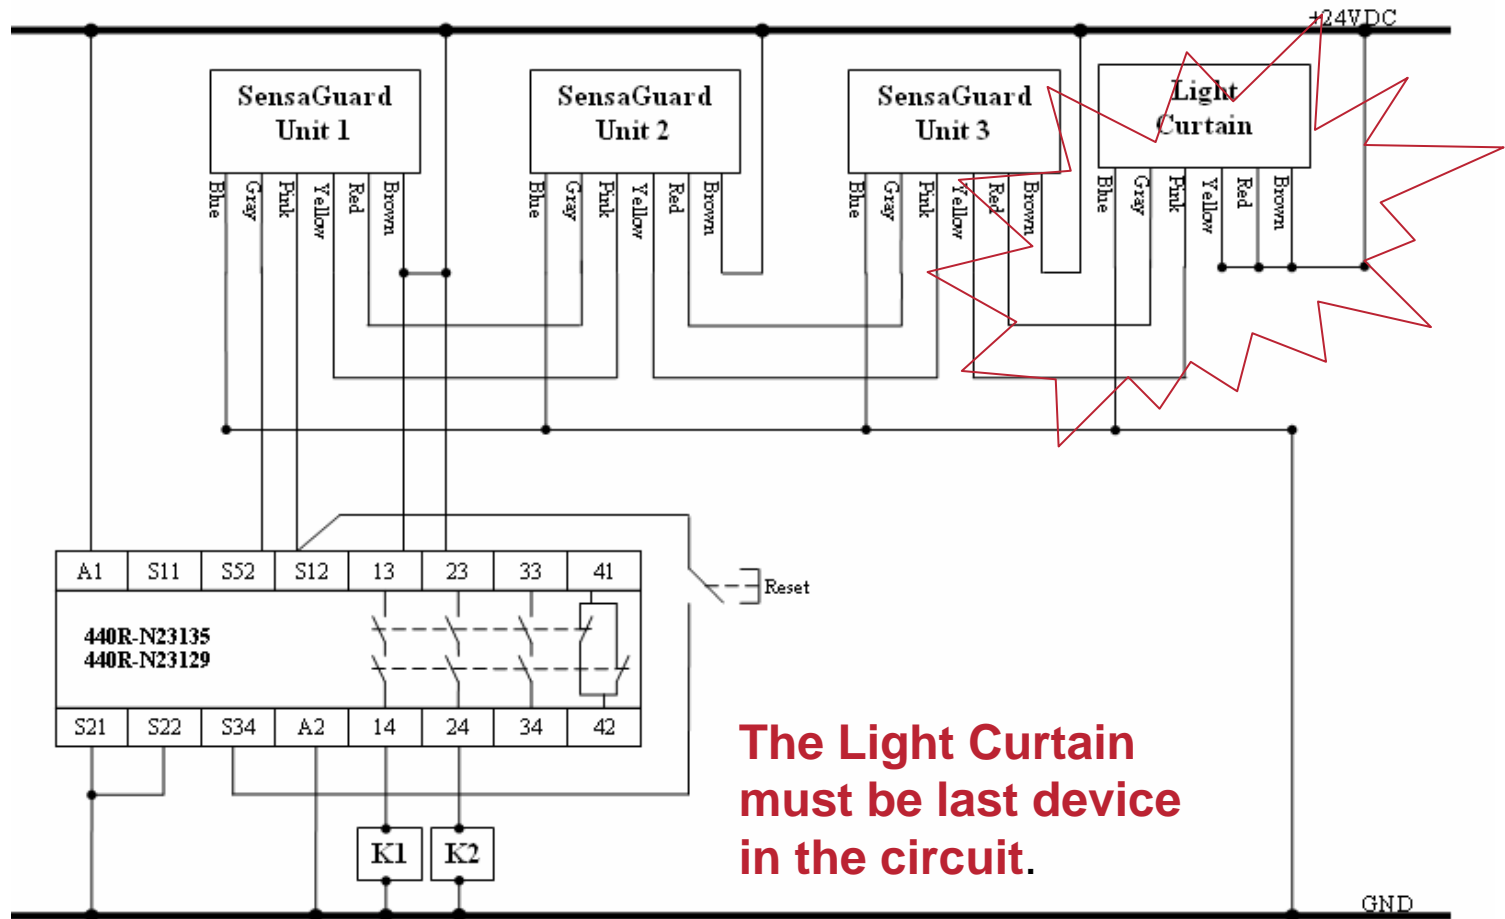 +24VDC
SensaGuard
Unit 1
SensaGuard
Unit 2
SensaGuard
Unit 3
Light
Curtain
Blue
Gray
Pink
Yellow
Red
Brown
Blue
Gray
Pink
Yellow
Red
Brown
Blue
Gray
Pink
Yellow
Red
Brown
Blue
Gray
Pink
Yellow
Red
Brown
A1 S11 S52 S12 13 23 33 41
Reset
440R-N23135
440R-N23129
S21 S22 S34 A2 14 24 34 42
The Light Curtain
must be last device
in the circuit.
K1 K2
GND